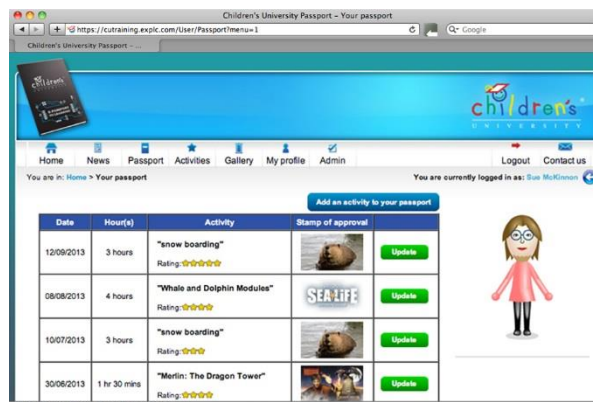 Children's University Passport - Your passport
https://cutraining.explc.com/User/Passport?menu=1
Google
Children's University Passport - ...
children's
children's
UNIVERSITY
Home News Passport Activities Gallery My profile Admin Logout Contact us
You are in: Home > Your passport
You are currently logged in as: Sue McKinnon
Add an activity to your passport
Date Hour(s) Activity Stamp of approval
12/09/2013 3 hours "snow boarding" Update
Rating:
08/08/2013 4 hours "Whale and Dolphin Modules" SEA LIFE Update
Rating:
10/07/2013 3 hours "snow boarding" Update
Rating:
30/06/2013 1 hr 30 mins "Merlin: The Dragon Tower" Update
Rating: